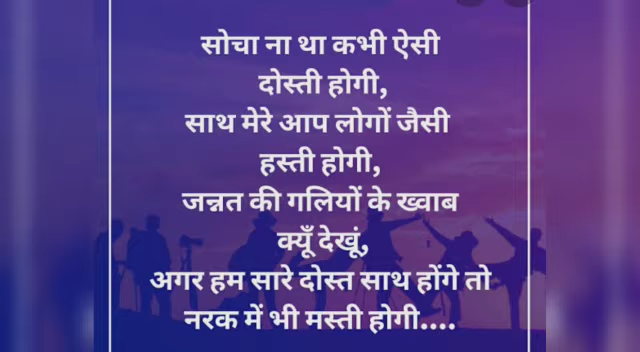 सोचा ना था कभी ऐसी
दोस्ती होगी,
साथ मेरे आप लोगों जैसी
हस्ती होगी,
जन्नत की गलियों के ख्वाब
क्यूँ देखूं,
अगर हम सारे दोस्त साथ होंगे तो
नरक में भी मस्ती होगी....